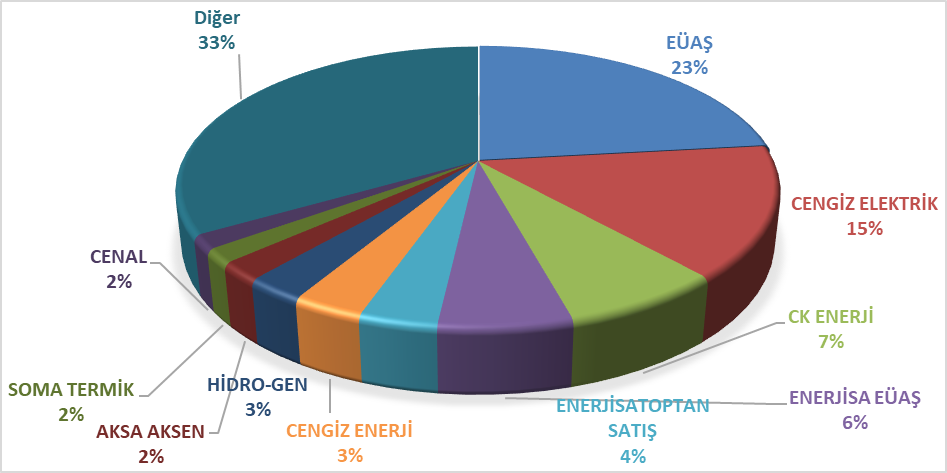 Diğer
33%
EÜAŞ
23%
CENGİZ ELEKTRİK
15%
CK ENERJİ
7%
ENERJİSA EÜAŞ
6%
ENERJİSATOPTAN
SATIŞ
4%
CENGİZ ENERJİ
3%
HİDRO-GEN
3%
AKSA AKSEN
2%
SOMA TERMİK
2%
CENAL
2%